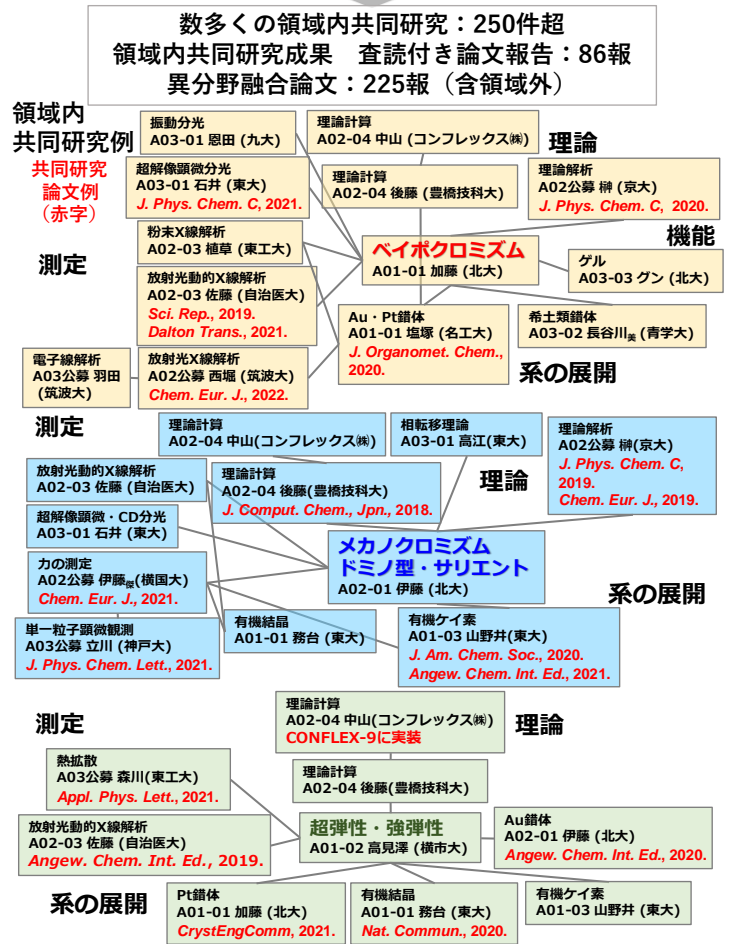 数多くの領域内共同研究：250件超
領域内共同研究成果　査読付き論文報告：86報
異分野融合論文：225報（含領域外）
領域内
共同研究例
共同研究
論文例
（赤字）
振動分光
A03-01 恩田 (九大)
理論計算
A02-04 中山 (コンフレックス㈱)
理論
超解像顕微分光
A03-01 石井 (東大)
J. Phys. Chem. C, 2021.
理論計算
A02-04 後藤 (豊橋技科大)
理論解析
A02公募 榊 (京大)
J. Phys. Chem. C, 2020.
機能
測定
粉末X線解析
A02-03 植草 (東工大)
ベイポクロミズム
A01-01 加藤 (北大)
ゲル
A03-03 グン (北大)
放射光動的X線解析
A02-03 佐藤 (自治医大)
Sci. Rep., 2019.
Dalton Trans., 2021.
Au・Pt錯体
A01-01 塩塚 (名工大)
J. Organomet. Chem.,
2020.
希土類錯体
A03-02 長谷川美 (青学大)
系の展開
電子線解析
A03公募 羽田
(筑波大)
放射光X線解析
A02公募 西堀 (筑波大)
Chem. Eur. J., 2022.
測定
理論計算
A02-04 中山(コンフレックス㈱)
相転移理論
A03-01 高江(東大)
理論解析
A02公募 榊(京大)
J. Phys. Chem. C,
2019.
Chem. Eur. J., 2019.
理論
放射光動的X線解析
A02-03 佐藤 (自治医大)
理論計算
A02-04 後藤(豊橋技科大)
J. Comput. Chem., Jpn., 2018.
超解像顕微・CD分光
A03-01 石井 (東大)
メカノクロミズム
ドミノ型・サリエント
A02-01 伊藤 (北大)
系の展開
力の測定
A02公募 伊藤傑(横国大)
Chem. Eur. J., 2021.
単一粒子顕微観測
A03公募 立川 (神戸大)
J. Phys. Chem. Lett., 2021.
有機結晶
A01-01 務台 (東大)
有機ケイ素
A01-03 山野井(東大)
J. Am. Chem. Soc., 2020.
Angew. Chem. Int. Ed., 2021.
測定
理論計算
A02-04 中山(コンフレックス㈱)
CONFLEX-9に実装
理論
熱拡散
A03公募 森川(東工大)
Appl. Phys. Lett., 2021.
理論計算
A02-04 後藤(豊橋技科大)
放射光動的X線解析
A02-03 佐藤 (自治医大)
Angew. Chem. Int. Ed., 2019.
超弾性・強弾性
A01-02 高見澤 (横市大)
Au錯体
A02-01 伊藤 (北大)
Angew. Chem. Int. Ed., 2020.
系の展開
Pt錯体
A01-01 加藤 (北大)
CrystEngComm, 2021.
有機結晶
A01-01 務台 (東大)
Nat. Commun., 2020.
有機ケイ素
A01-03 山野井 (東大)